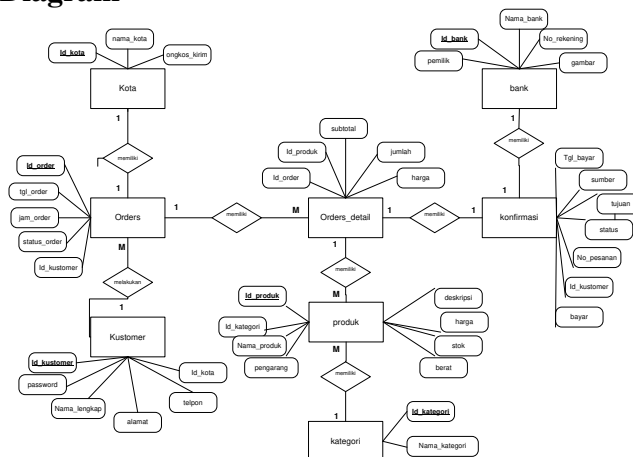 Diagram
nama_kota
Id_kota
ongkos_kirim
Kota
1
memiliki
1
Nama_bank
Id_bank
No_rekening
pemilik
gambar
bank
1
memiliki
1
subtotal
Id_produk
jumlah
Id_order
harga
Id_order
tgl_order
jam_order
status_order
Id_kustomer
Orders
1
memiliki
M
Orders_detail
1
memiliki
1
konfirmasi
Tgl_bayar
sumber
tujuan
status
No_pesanan
Id_kustomer
bayar
M
melakukan
1
Kustomer
Id_kustomer
password
Nama_lengkap
alamat
telpon
Id_kota
1
memiliki
M
Id_produk
Id_kategori
Nama_produk
pengarang
produk
deskripsi
harga
stok
berat
M
memiliki
1
kategori
Id_kategori
Nama_kategori